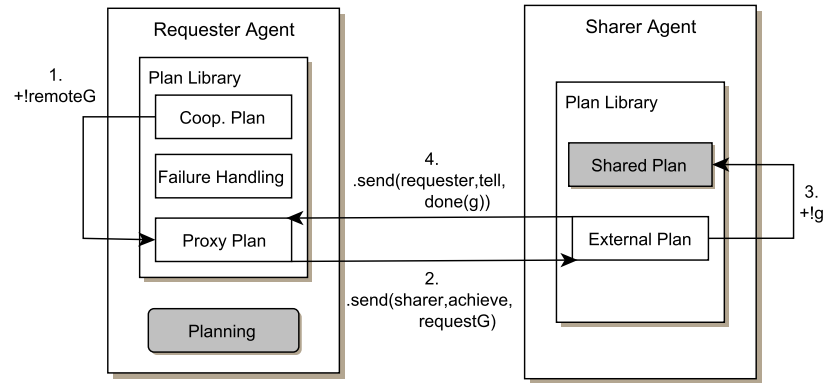 Requester Agent
Plan Library
1.
+!remoteG
Coop. Plan
Failure Handling
Proxy Plan
Planning
4.
.send(requester,tell,
done(g))
2.
.send(sharer,achieve,
requestG)
Sharer Agent
Plan Library
Shared Plan
External Plan
3.
+!g